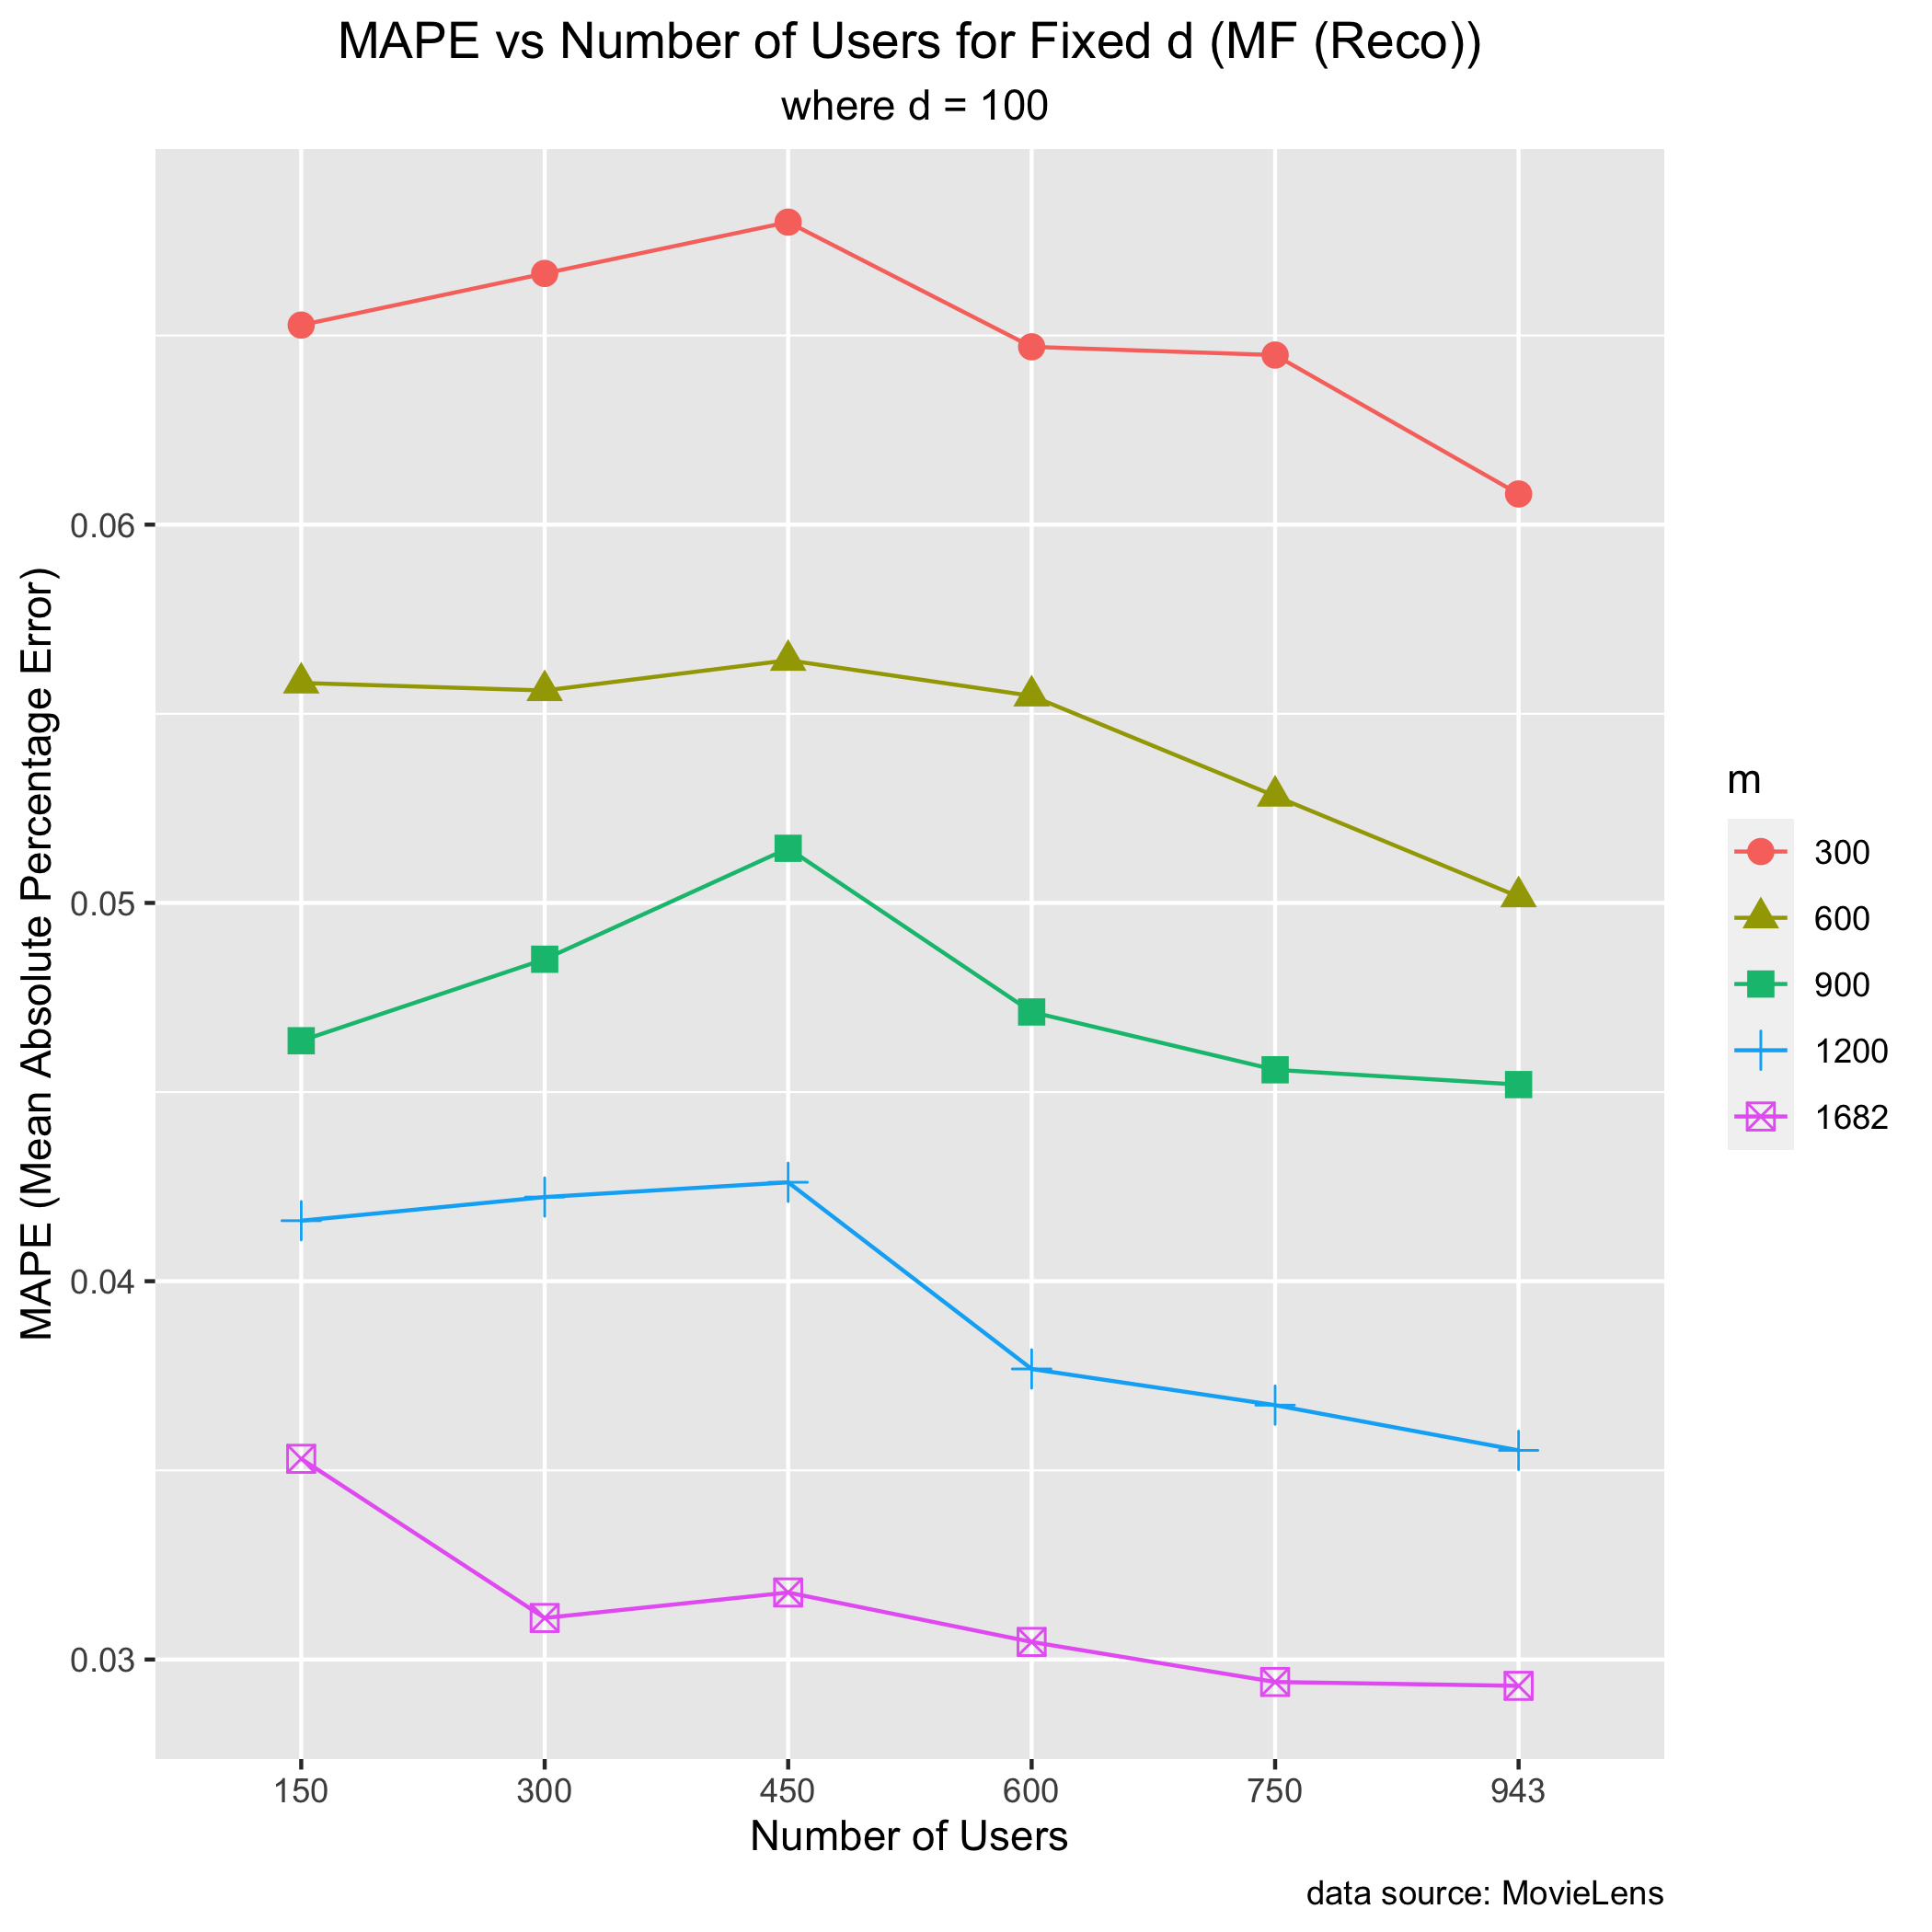 MAPE vs Number of Users for Fixed d (MF (Reco))
where d = 100
MAPE (Mean Absolute Percentage Error)
0.06
0.05
0.04
0.03
150 300 450 600 750 943
Number of Users
m
300
600
900
1200
1682
data source: MovieLens